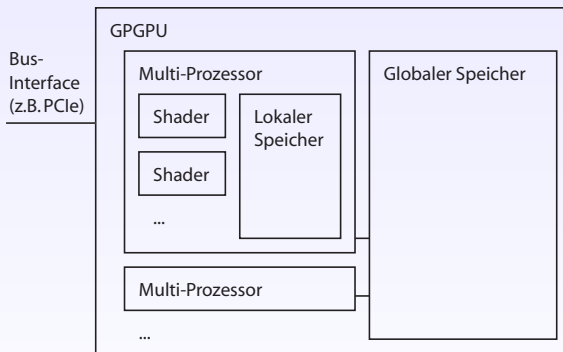 GPGPU
Bus-
Interface
(z.B. PCIe)
Multi-Prozessor
Shader
Shader
...
Lokaler
Speicher
Globaler Speicher
Multi-Prozessor
...